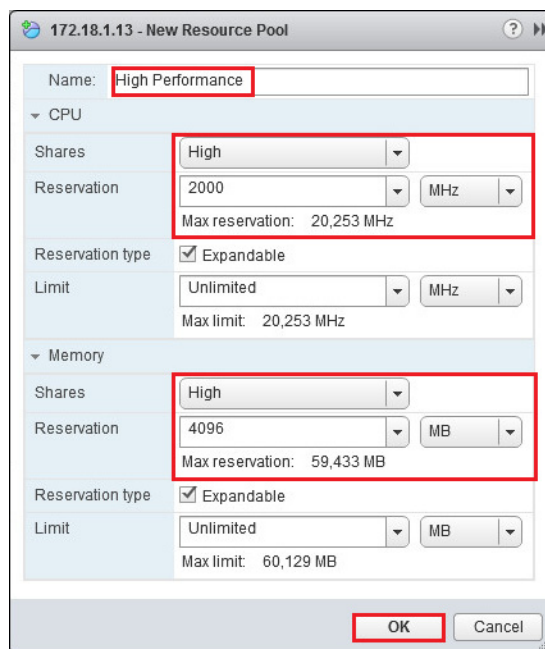 172.18.1.13 - New Resource Pool ?
Name: High Performance
CPU
Shares High
Reservation 2000 MHz
Max reservation: 20,253 MHz
Reservation type Expandable
Limit Unlimited MHz
Max limit: 20,253 MHz
Memory
Shares High
Reservation 4096 MB
Max reservation: 59,433 MB
Reservation type Expandable
Limit Unlimited MB
Max limit: 60,129 MB
OK Cancel